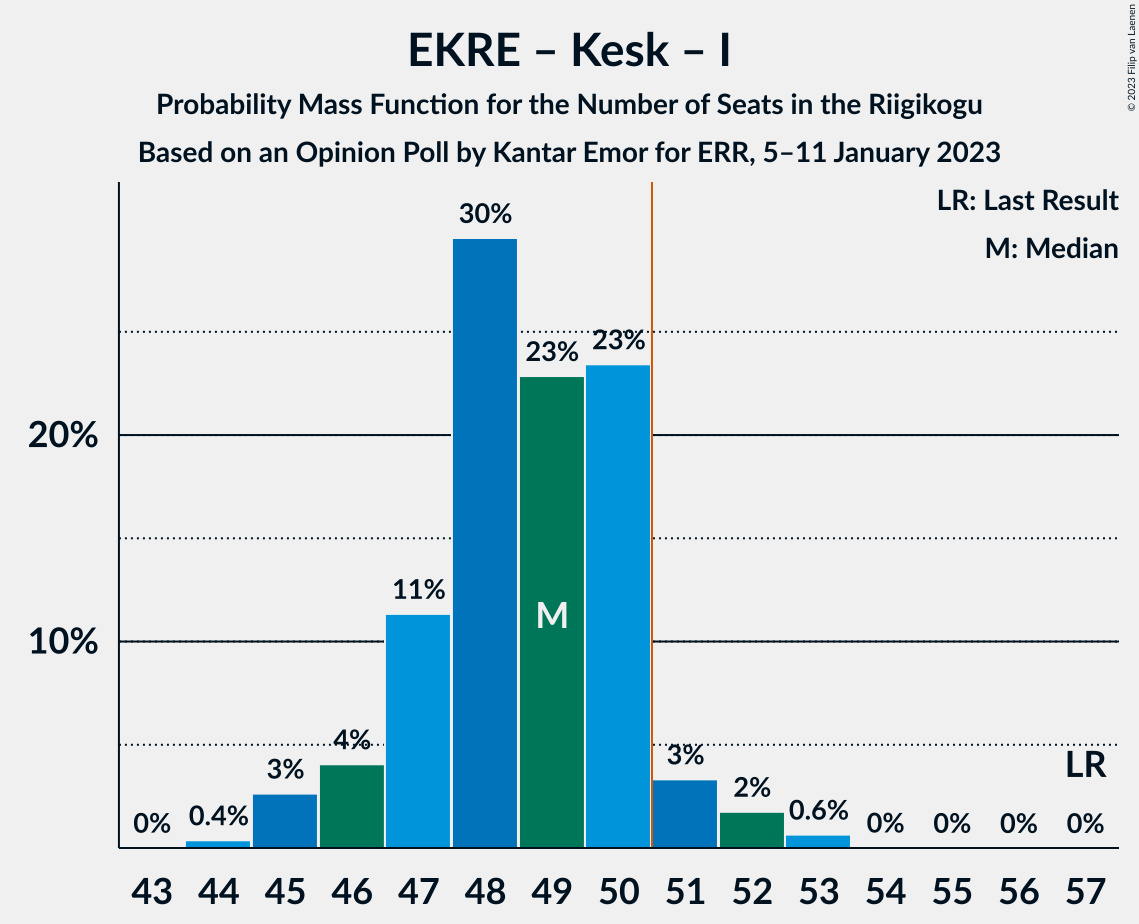 EKRE – Kesk – I
Probability Mass Function for the Number of Seats in the Riigikogu
Based on an Opinion Poll by Kantar Emor for ERR, 5–11 January 2023
© 2023 Filip van Laenen
LR: Last Result
M: Median
30%
23%
23%
20%
11%
M
10%
4%
3%
3%
2%
LR
0%
0.4%
0.6%
0%
0%
0%
0%
43 44 45 46 47 48 49 50 51 52 53 54 55 56 57